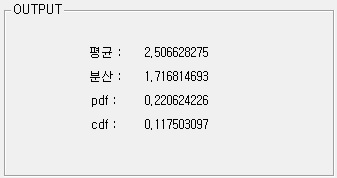 OUTPUT
평균 : 2,506628275
분산 : 1,716814693
pdf : 0,220624226
cdf : 0,117503097